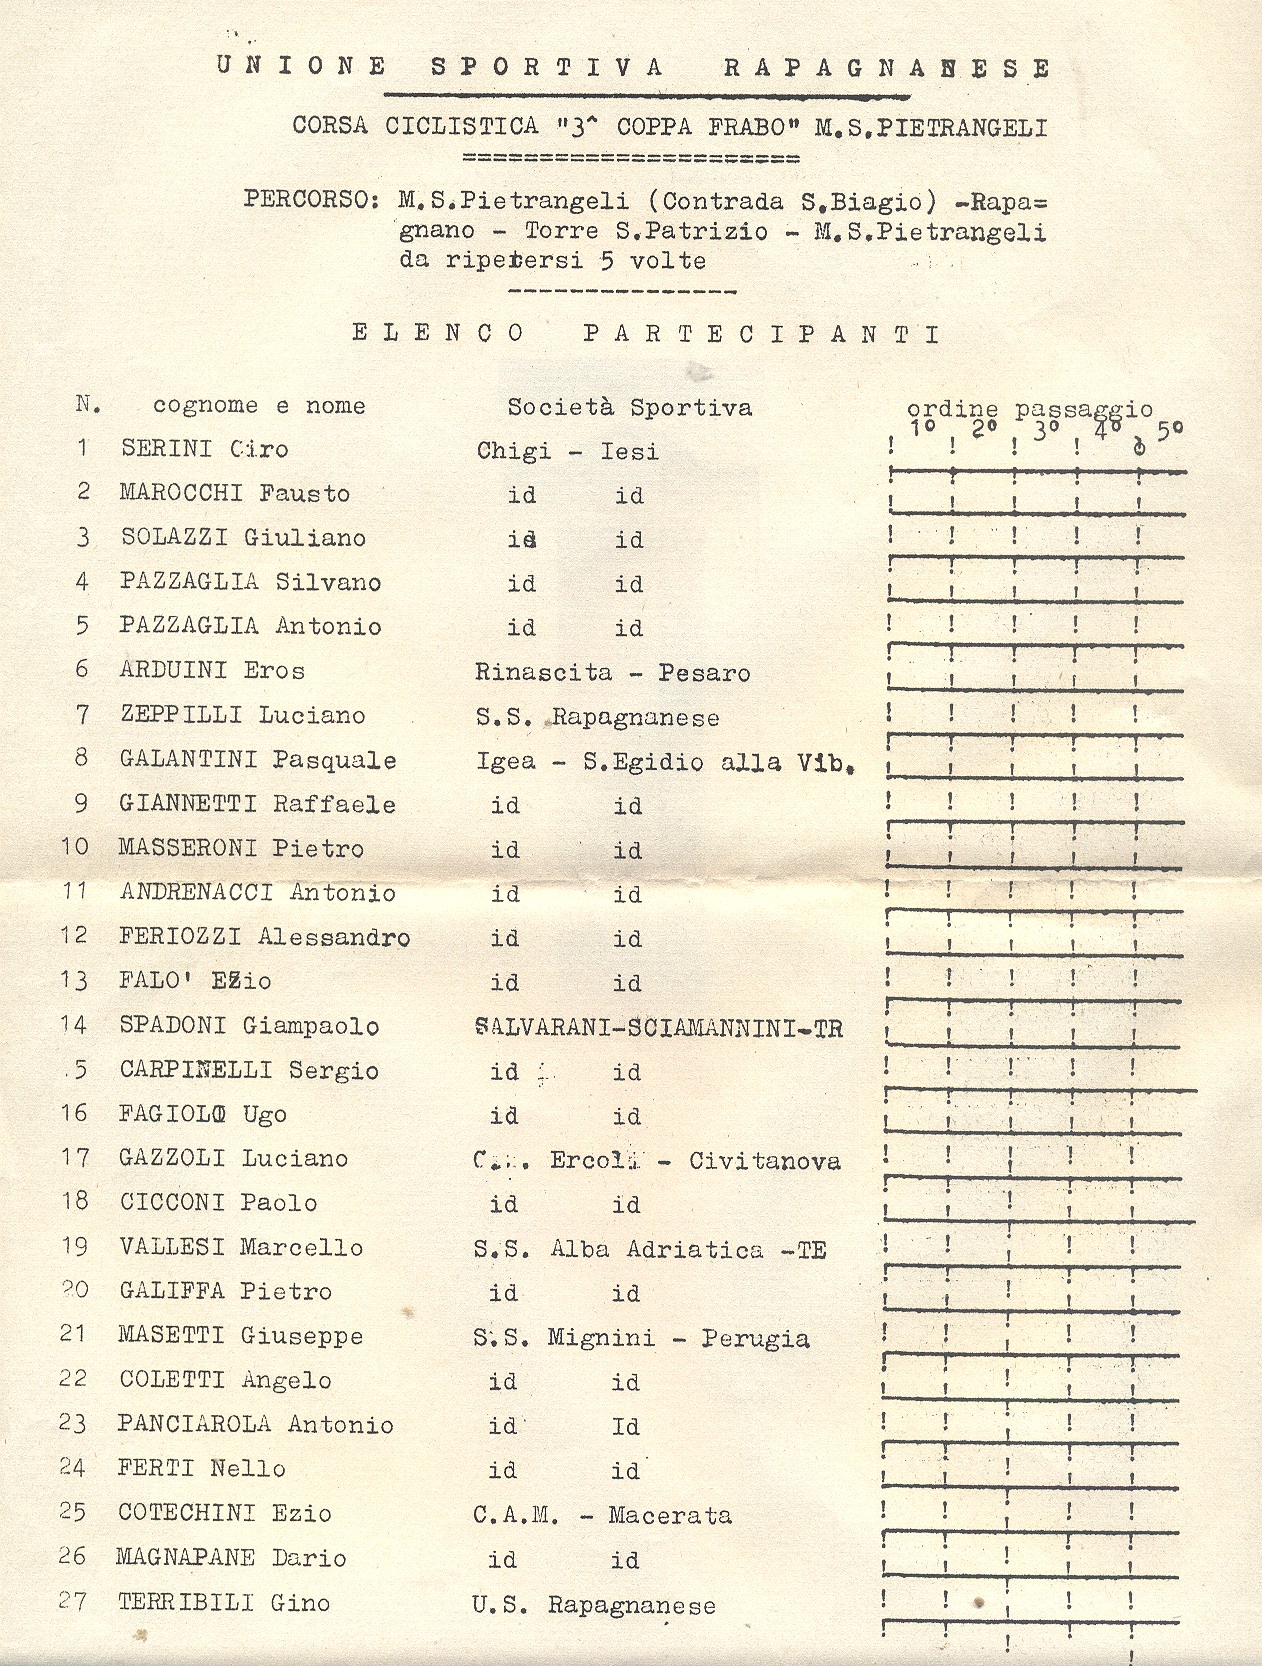 UNIONE SPORTIVA RAPAGNANESE
CORSA CICLISTICA "3^ COPPA FRABO" M.S.PIETRANGELI
======================
PERCORSO: M.S.Pietrangeli (Contrada S.Biagio) -Rapa=
gnano - Torre S.Patrizio - M.S.Pietrangeli
da ripetersi 5 volte
---------------
ELENCO PARTECIPANTI
N. cognome e nome Società Sportiva ordine passaggio
1º 2º 3º 4º 5º
1 SERINI Ciro Chigi - Iesi
2 MAROCCHI Fausto id id
3 SOLAZZI Giuliano id id
4 PAZZAGLIA Silvano id id
5 PAZZAGLIA Antonio id id
6 ARDUINI Eros Rinascita - Pesaro
7 ZEPPILLI Luciano S.S. Rapagnanese
8 GALANTINI Pasquale Igea - S.Egidio alla Vib.
9 GIANNETTI Raffaele id id
10 MASSERONI Pietro id id
11 ANDRENACCI Antonio id id
12 FERIOZZI Alessandro id id
13 FALO' EZio id id
14 SPADONI Giampaolo SALVARANI-SCIAMANNINI-TR
5 CARPINELLI Sergio id id
16 FAGIOLO Ugo id id
17 GAZZOLI Luciano Ercoli - Civitanova
18 CICCONI Paolo id id
19 VALLESI Marcello S.S. Alba Adriatica -TE
20 GALIFFA Pietro id id
21 MASETTI Giuseppe S.S. Mignini - Perugia
22 COLETTI Angelo id id
23 PANCIAROLA Antonio id Id
24 FERTI Nello id id
25 COTECHINI Ezio C.A.M. - Macerata
26 MAGNAPANE Dario id id
27 TERRIBILI Gino U.S. Rapagnanese